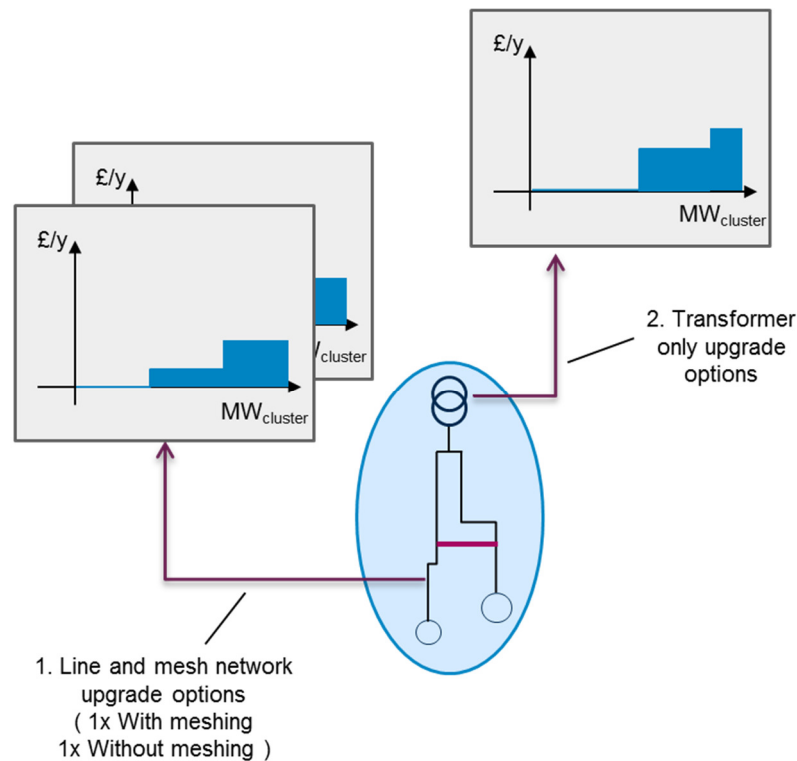 £/y
MWcluster
£/y
/cluster
£/y
MWcluster
2. Transformer
only upgrade
options
1. Line and mesh network
upgrade options
( 1x With meshing
1x Without meshing )